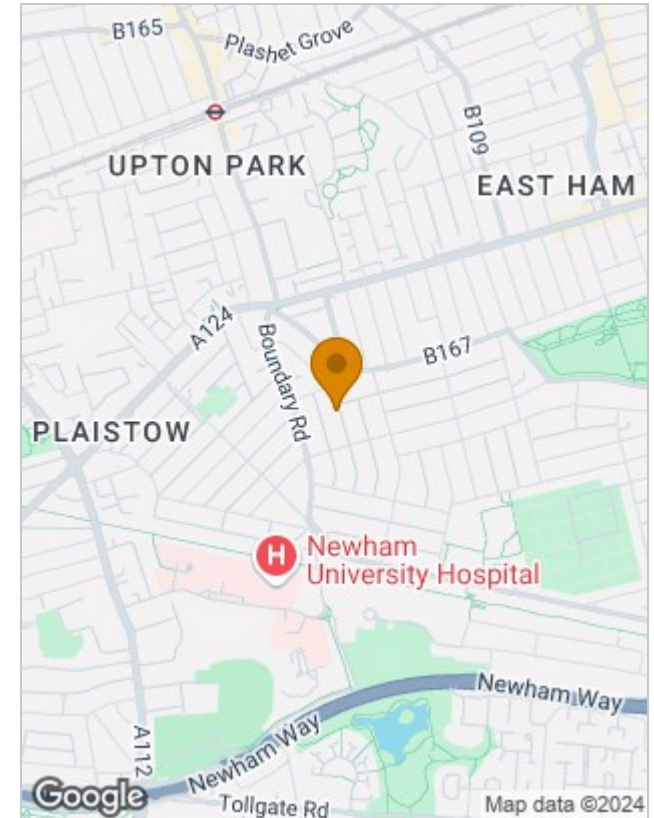 B165
Plashet Grove
B109
UPTON PARK
EAST HAM
A124
Boundary Rd
B167
PLAISTOW
H
Newham
University Hospital
Newham Way
A112
Newham Way
Google
Tollgate Rd
Map data ©2024